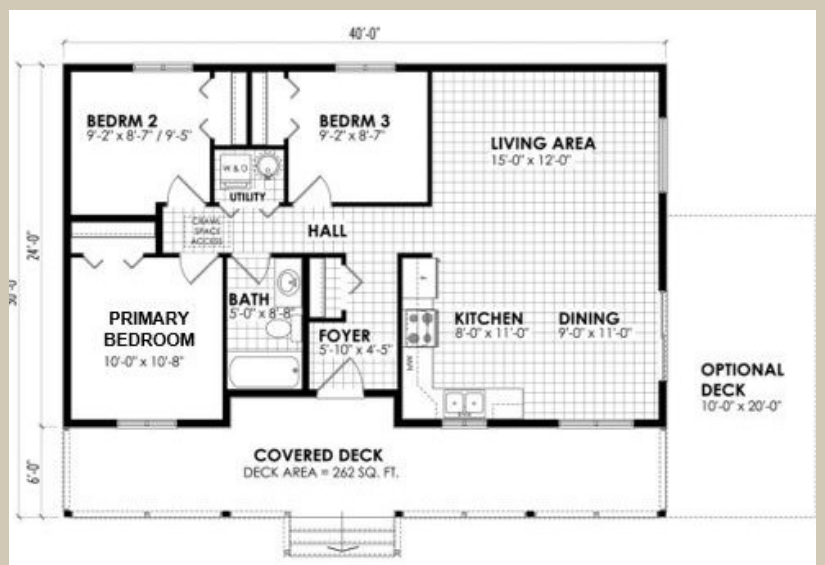 40'-0"
BEDRM 2
9'-2" x 8'-7" / 9'-5"
BEDRM 3
9'-2" x 8'-7"
LIVING AREA
15'-0" x 12'-0"
W & D
UTILITY
CRAWL
SPACE
ACCESS
HALL
24'-0"
30'-0
PRIMARY
BEDROOM
10'-0" x 10'-8"
BATH
5'-0" x 8'-8"
FOYER
5'-10" x 4'-5"
KITCHEN
8'-0" x 11'-0"
DINING
9'-0" x 11'-0"
MW
OPTIONAL
DECK
10'-0" x 20'-0"
6'-0"
COVERED DECK
DECK AREA = 262 SQ. FT.